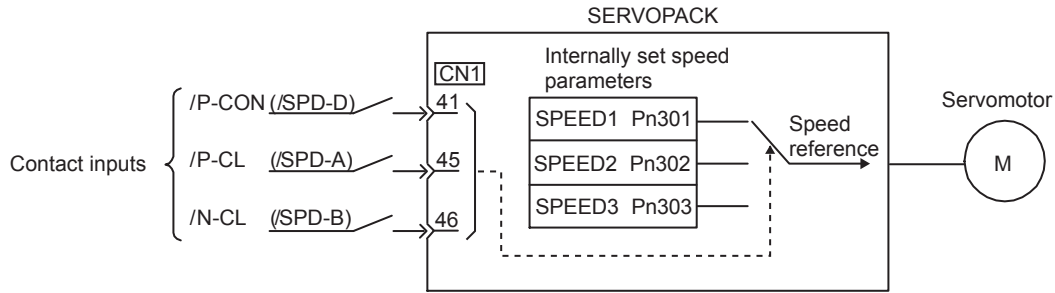 SERVOPACK
Contact inputs
/P-CON (/SPD-D)
/P-CL (/SPD-A)
/N-CL (/SPD-B)
CN1
41
45
46
Internally set speed
parameters
SPEED1 Pn301
SPEED2 Pn302
SPEED3 Pn303
Speed
reference
Servomotor
M